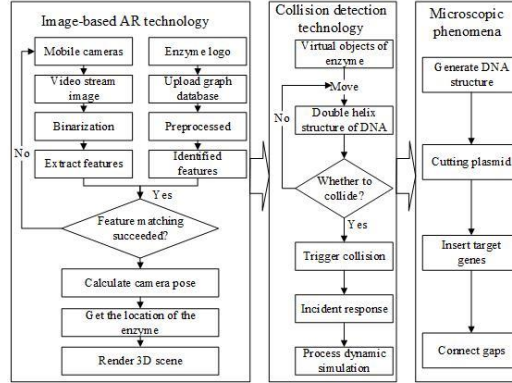 Image-based AR technology
Mobile cameras
Enzyme logo
Video stream
image
Upload graph
database
Binarization
Preprocessed
No
Extract features
Identified
features
Yes
Feature matching
succeeded?
Calculate camera pose
Get the location of the
enzyme
Render 3D scene
Collision detection
technology
Virtual objects of
enzyme
Move
No
Double helix
structure of DNA
Whether to
collide?
Yes
Trigger collision
Incident response
Process dynamic
simulation
Microscopic
phenomena
Generate DNA
structure
Cutting plasmid
Insert target
genes
Connect gaps